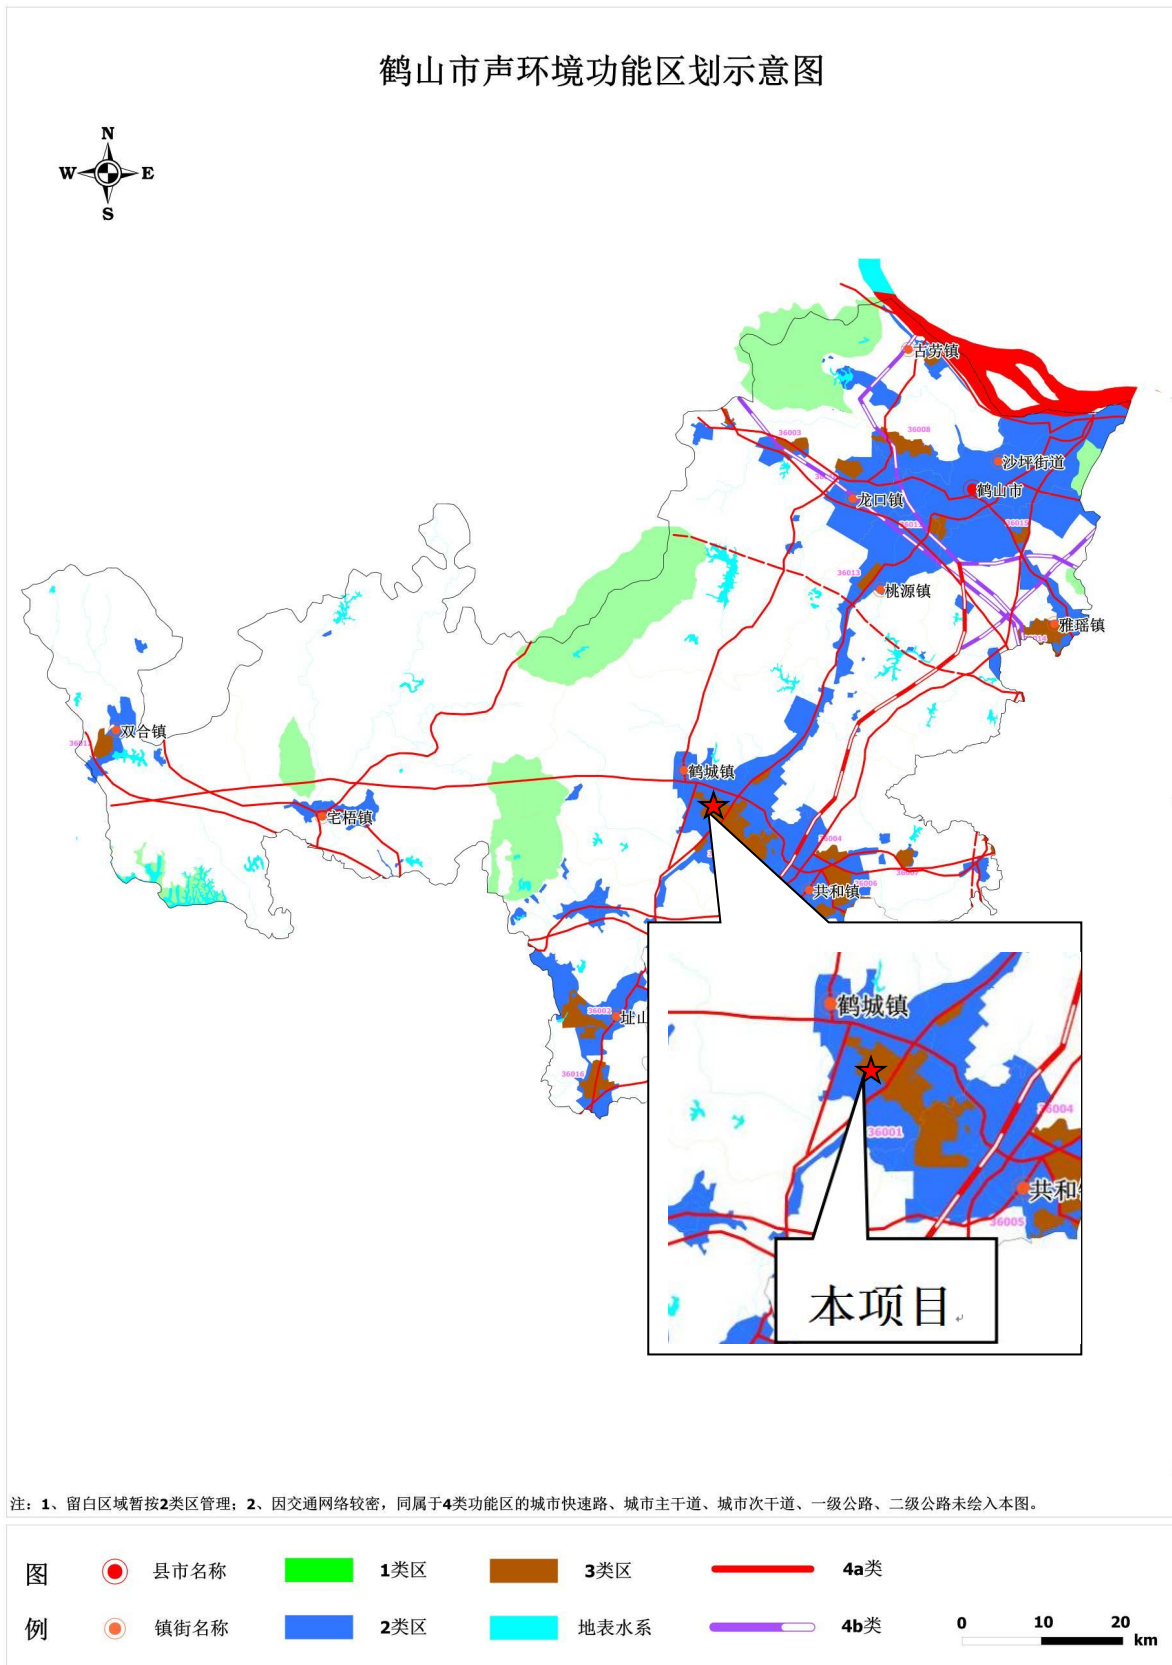 鹤山市声环境功能区划示意图
N
W
E
S
古劳镇
36003
36008
沙坪街道
鹤山市
龙口镇
36015
36013
桃源镇
雅瑶镇
双合镇
鹤城镇
宅梧镇
36004
共和镇
36006
36002
址山
36016
鹤城镇
36004
36001
共和
36005
本项目
注：1、留白区域暂按2类区管理；2、因交通网络较密，同属于4类功能区的城市快速路、城市主干道、城市次干道、一级公路、二级公路未绘入本图。
图 县市名称 1类区 3类区 4a类
例 镇街名称 2类区 地表水系 4b类
0 10 20
km